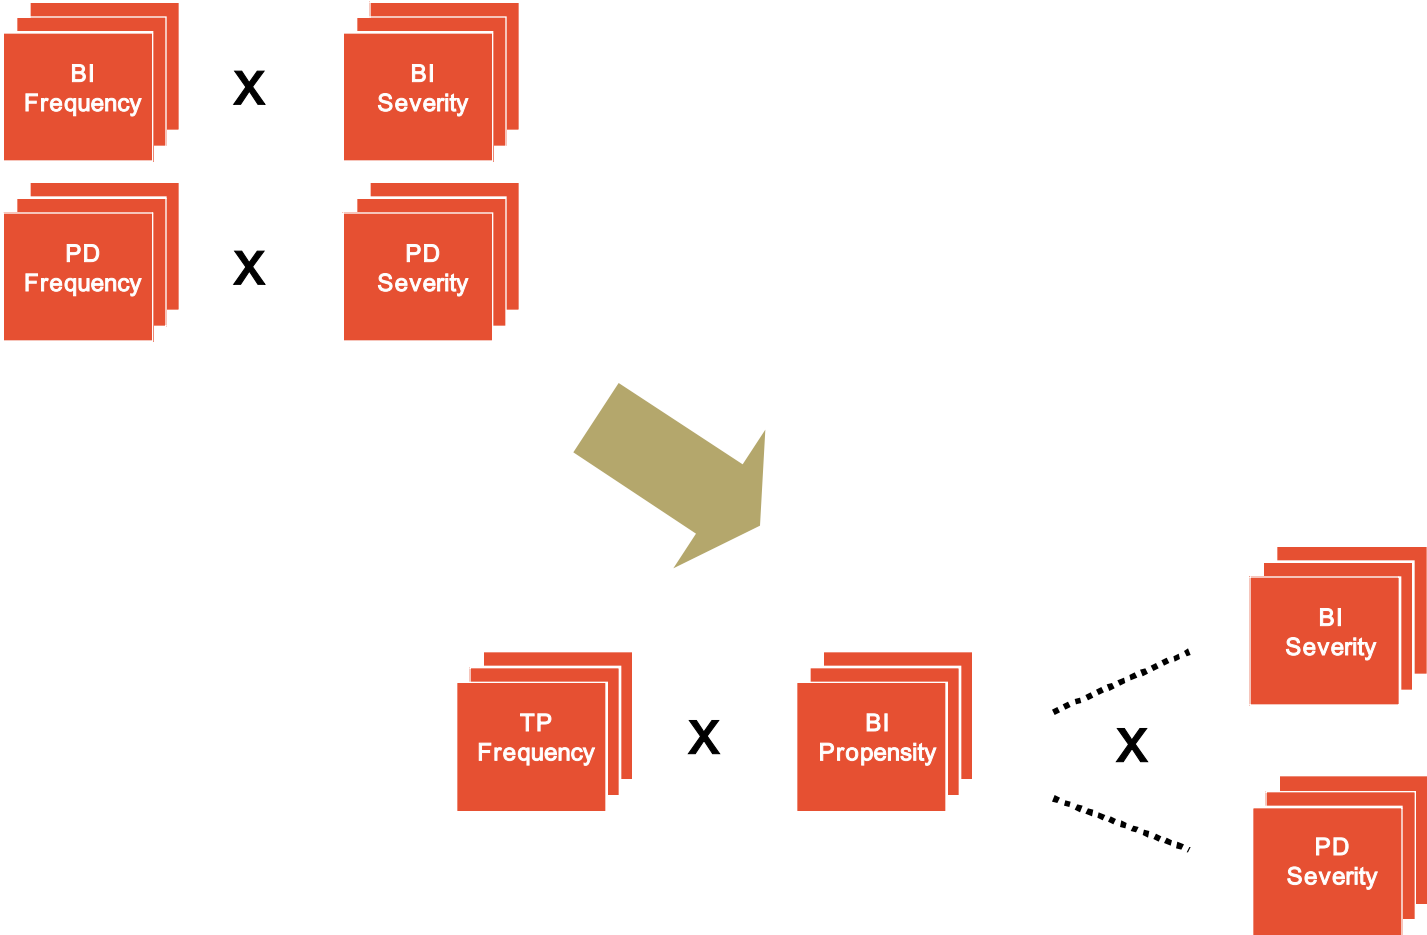 BI
Frequency
X
BI
Severity
PD
Frequency
X
PD
Severity
TP
Frequency
X
BI
Propensity
X
BI
Severity
PD
Severity